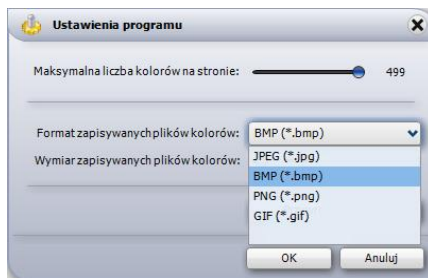 Ustawienia programu
Maksymalna liczba kolorów na stronie: 499
Format zapisywanych plików kolorów: BMP (*.bmp)
Wymiar zapisywanych plików kolorów:
JPEG (*.jpg)
BMP (*.bmp)
PNG (*.png)
GIF (*.gif)
OK Anuluj